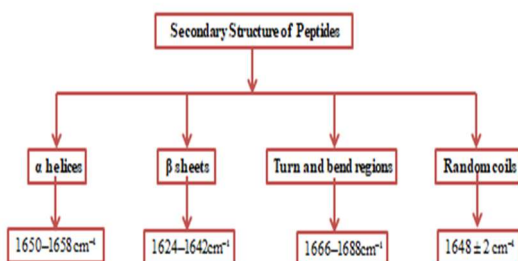 Secondary Structure of Peptides
α helices
β sheets
Turn and bend regions
Random coils
1650–1658 cm⁻¹
1624–1642cm⁻¹
1666–1688cm⁻¹
1648 ± 2 cm⁻¹